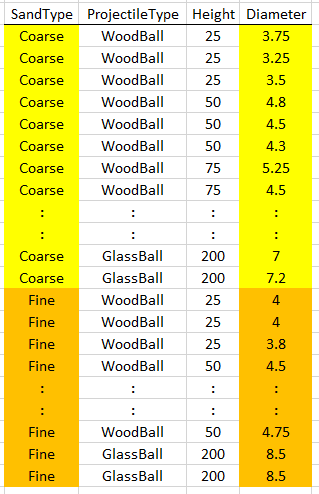 SandType ProjectileType Height Diameter
Coarse WoodBall 25 3.75
Coarse WoodBall 25 3.25
Coarse WoodBall 25 3.5
Coarse WoodBall 50 4.8
Coarse WoodBall 50 4.5
Coarse WoodBall 50 4.3
Coarse WoodBall 75 5.25
Coarse WoodBall 75 4.5
: : : :
: : : :
Coarse GlassBall 200 7
Coarse GlassBall 200 7.2
Fine WoodBall 25 4
Fine WoodBall 25 4
Fine WoodBall 25 3.8
Fine WoodBall 50 4.5
: : : :
: : : :
Fine WoodBall 50 4.75
Fine GlassBall 200 8.5
Fine GlassBall 200 8.5